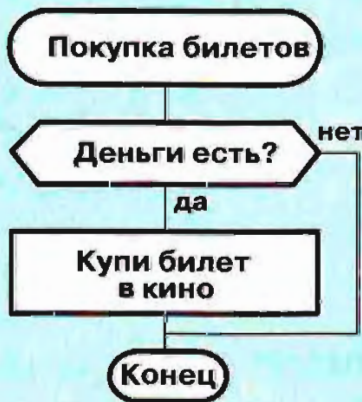 Покупка билетов
Деньги есть?
нет
да
Купи билет
в кино
Конец